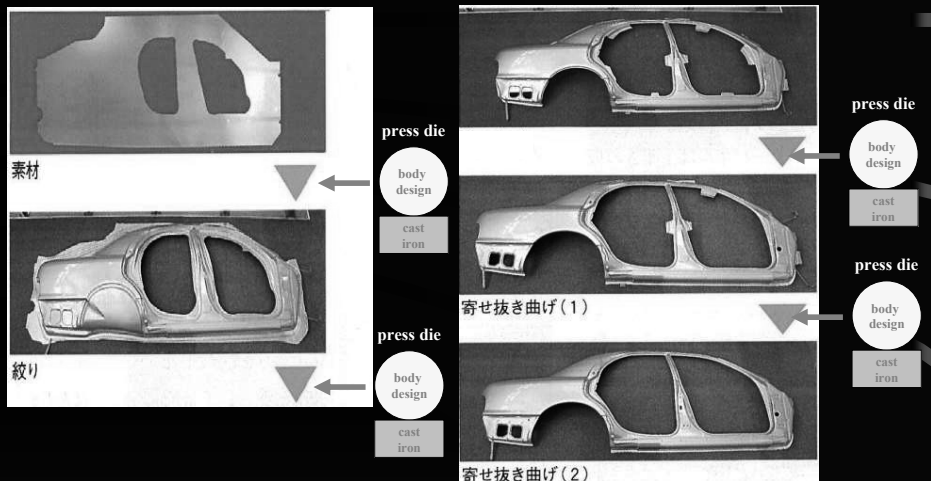 press die
body
design
cast
iron
素材
press die
body
design
cast
iron
絞り
press die
body
design
cast
iron
寄せ抜き曲げ(1)
press die
body
design
cast
iron
寄せ抜き曲げ(2)